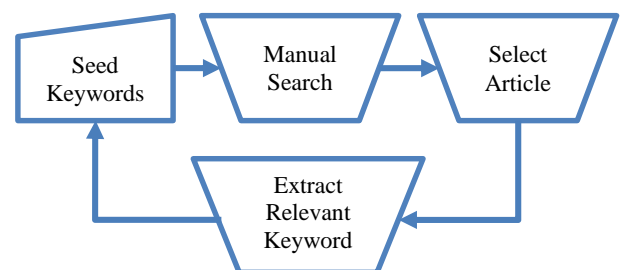 Seed
Keywords
Manual
Search
Select
Article
Extract
Relevant
Keyword